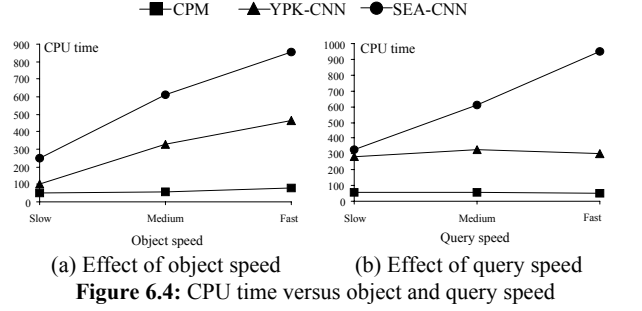 CPM YPK-CNN SEA-CNN
CPU time
900
800
700
600
500
400
300
200
100
0
Slow Medium Fast
Object speed
(a) Effect of object speed
CPU time
1000
900
800
700
600
500
400
300
200
100
0
Slow Medium Fast
Query speed
(b) Effect of query speed
Figure 6.4: CPU time versus object and query speed